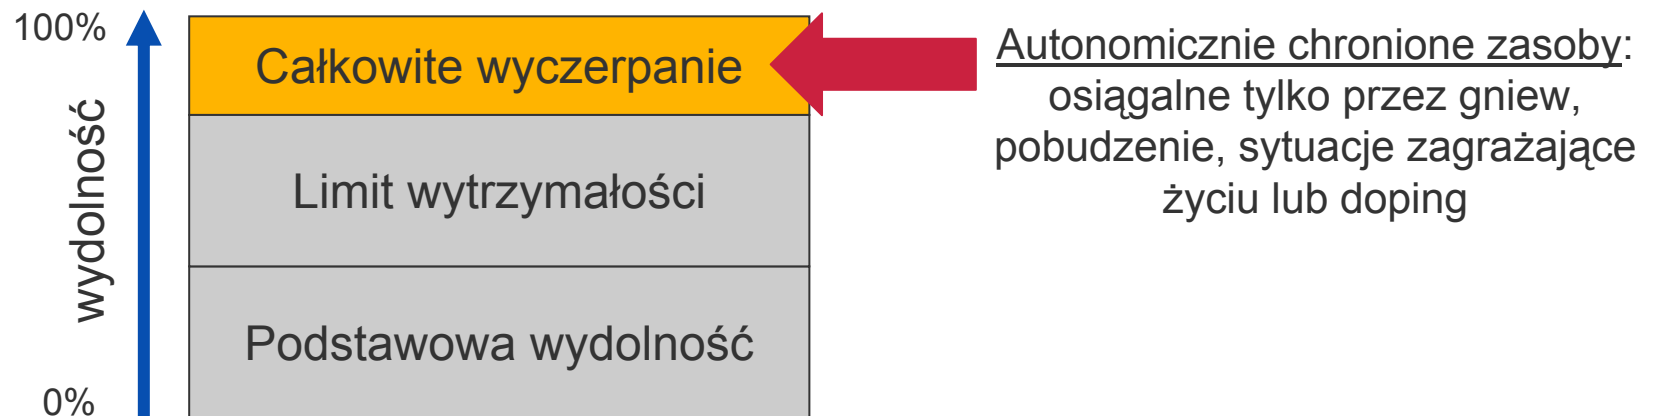 100%
wydolność
0%
Całkowite wyczerpanie
Limit wytrzymałości
Podstawowa wydolność
Autonomicznie chronione zasoby:
osiągalne tylko przez gniew,
pobudzenie, sytuacje zagrażające
życiu lub doping